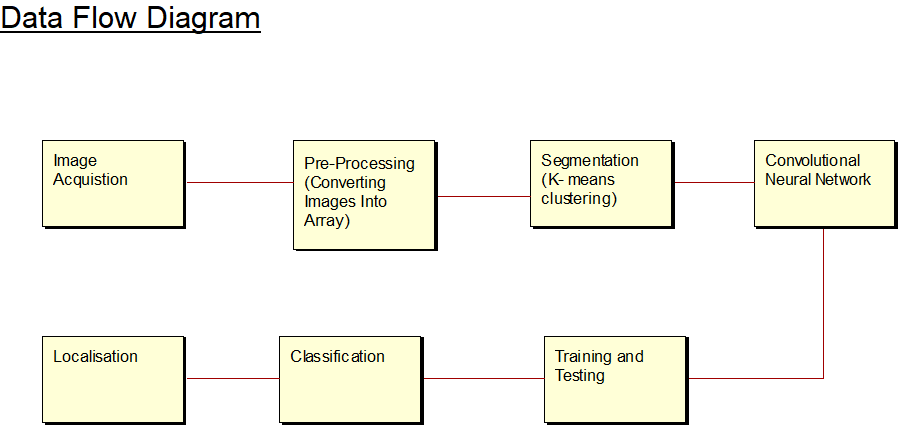 Data Flow Diagram
Image
Acquistion
Pre-Processing
(Converting
Images Into
Array)
Segmentation
(K- means
clustering)
Convolutional
Neural Network
Localisation
Classification
Training and
Testing